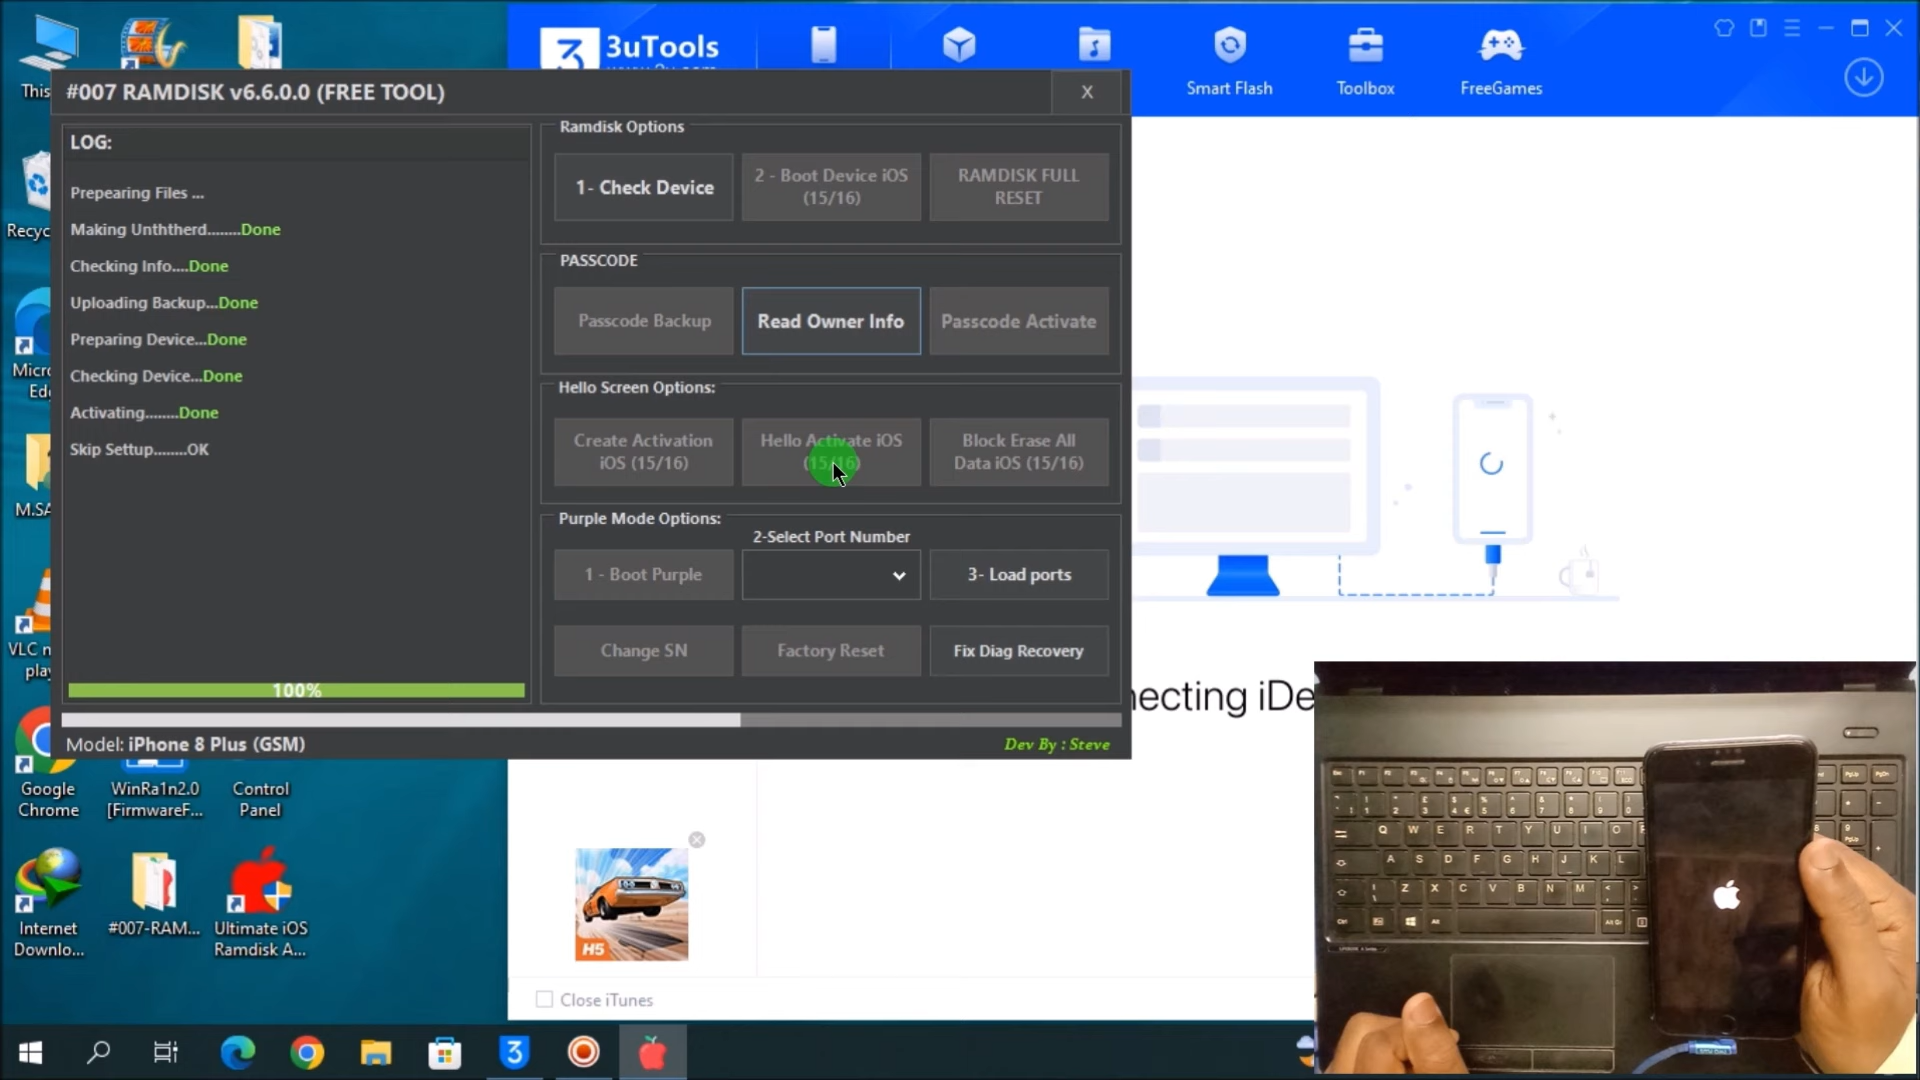 3uTools
Smart Flash
Toolbox
FreeGames
#007 RAMDISK v6.6.0.0 (FREE TOOL)
X
LOG:
Prepearing Files ...
Making Unththerd........Done
Checking Info....Done
Uploading Backup...Done
Preparing Device...Done
Checking Device...Done
Activating........Done
Skip Settup........OK
100%
Ramdisk Options
1- Check Device
2 - Boot Device iOS
(15/16)
RAMDISK FULL
RESET
PASSCODE
Passcode Backup
Read Owner Info
Passcode Activate
Hello Screen Options:
Create Activation
iOS (15/16)
Hello Activate iOS
(15/16)
Block Erase All
Data iOS (15/16)
Purple Mode Options:
2-Select Port Number
1 - Boot Purple
3- Load ports
Change SN
Factory Reset
Fix Diag Recovery
Model: iPhone 8 Plus (GSM)
Dev By : Steve
necting iDe
This
Recyc
Micro
Ed
M.SA
VLC m
play
Google
Chrome
WinRa1n2.0
[FirmwareF...
Control
Panel
Internet
Downlo...
#007-RAM...
Ultimate iOS
Ramdisk A...
H5
Close iTunes